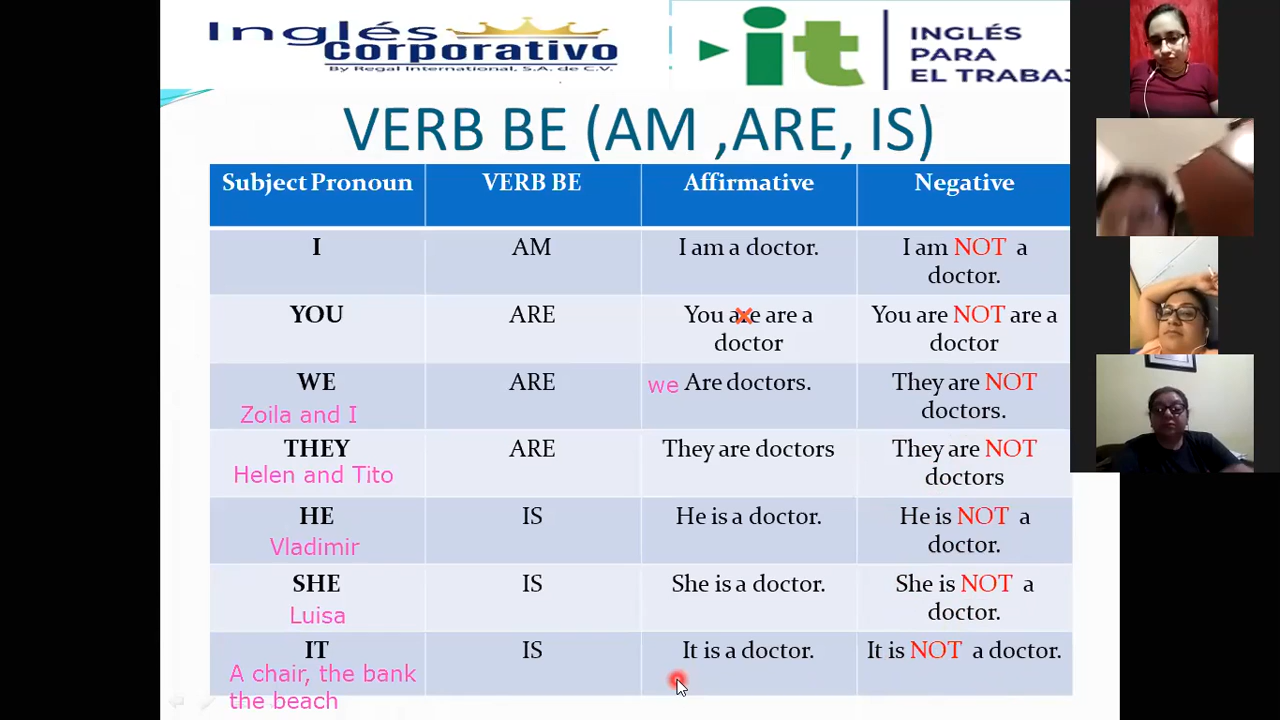 Inglés
Corporativo
By Regal International, S.A. de C.V.
it
INGLÉS
PARA
EL TRABAJ
VERB BE (AM ,ARE, IS)
Subject Pronoun VERB BE Affirmative Negative
I AM I am a doctor. I am NOT a
doctor.
YOU ARE You are are a You are NOT are a
doctor doctor
WE ARE we Are doctors. They are NOT
Zoila and I doctors.
THEY ARE They are doctors They are NOT
Helen and Tito doctors
HE IS He is a doctor. He is NOT a
Vladimir doctor.
SHE IS She is a doctor. She is NOT a
Luisa doctor.
IT IS It is a doctor. It is NOT a doctor.
A chair, the bank
the beach